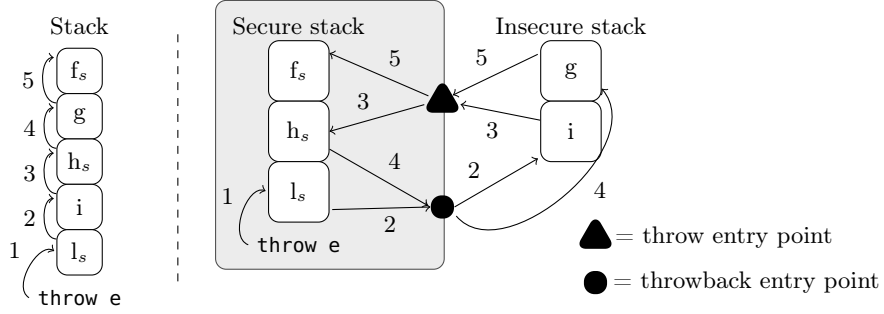 Stack
5
f_s
4
g
3
h_s
2
i
1
l_s
throw e
Secure stack
Insecure stack
f_s
5
5
g
3
3
h_s
i
4
2
4
1
l_s
2
throw e
= throw entry point
= throwback entry point